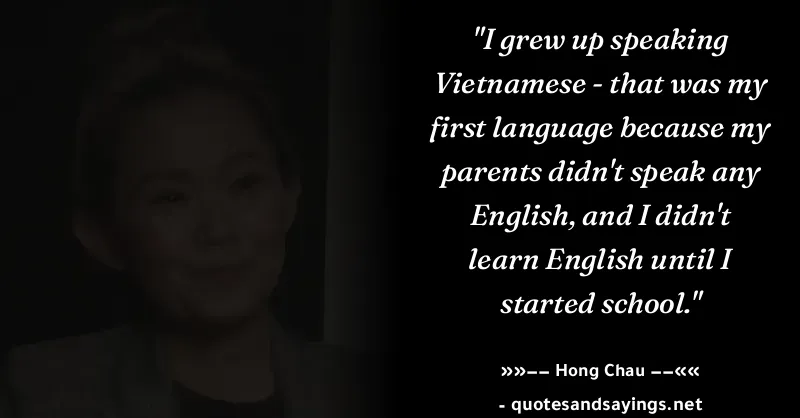 "I grew up speaking
Vietnamese - that was my
first language because my
parents didn't speak any
English, and I didn't
learn English until I
started school."
»»−− Hong Chau −−««
- quotesandsayings.net